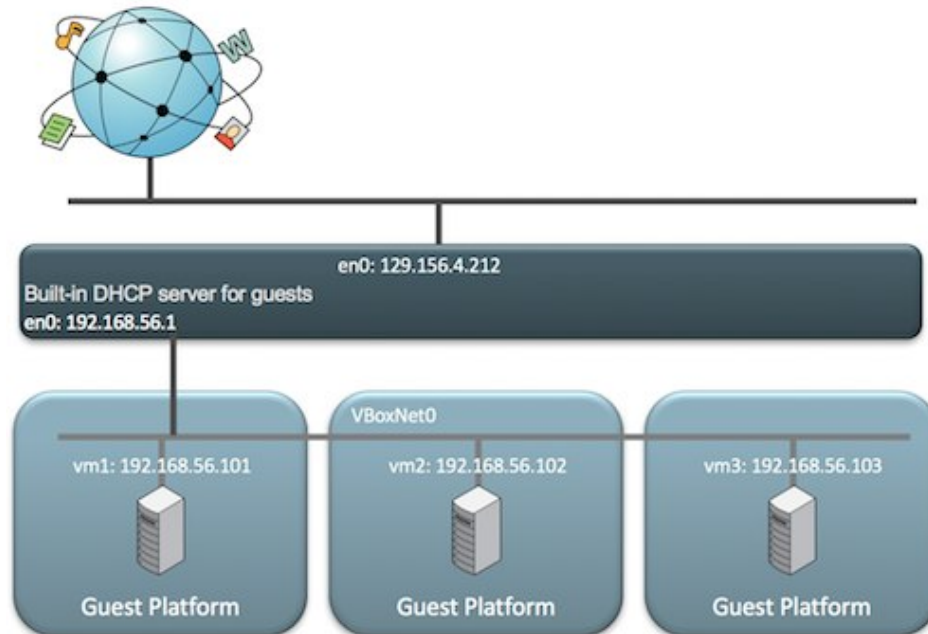 W
en0: 129.156.4.212
Built-in DHCP server for guests
en0: 192.168.56.1
VBoxNet0
vm1: 192.168.56.101
vm2: 192.168.56.102
vm3: 192.168.56.103
Guest Platform
Guest Platform
Guest Platform